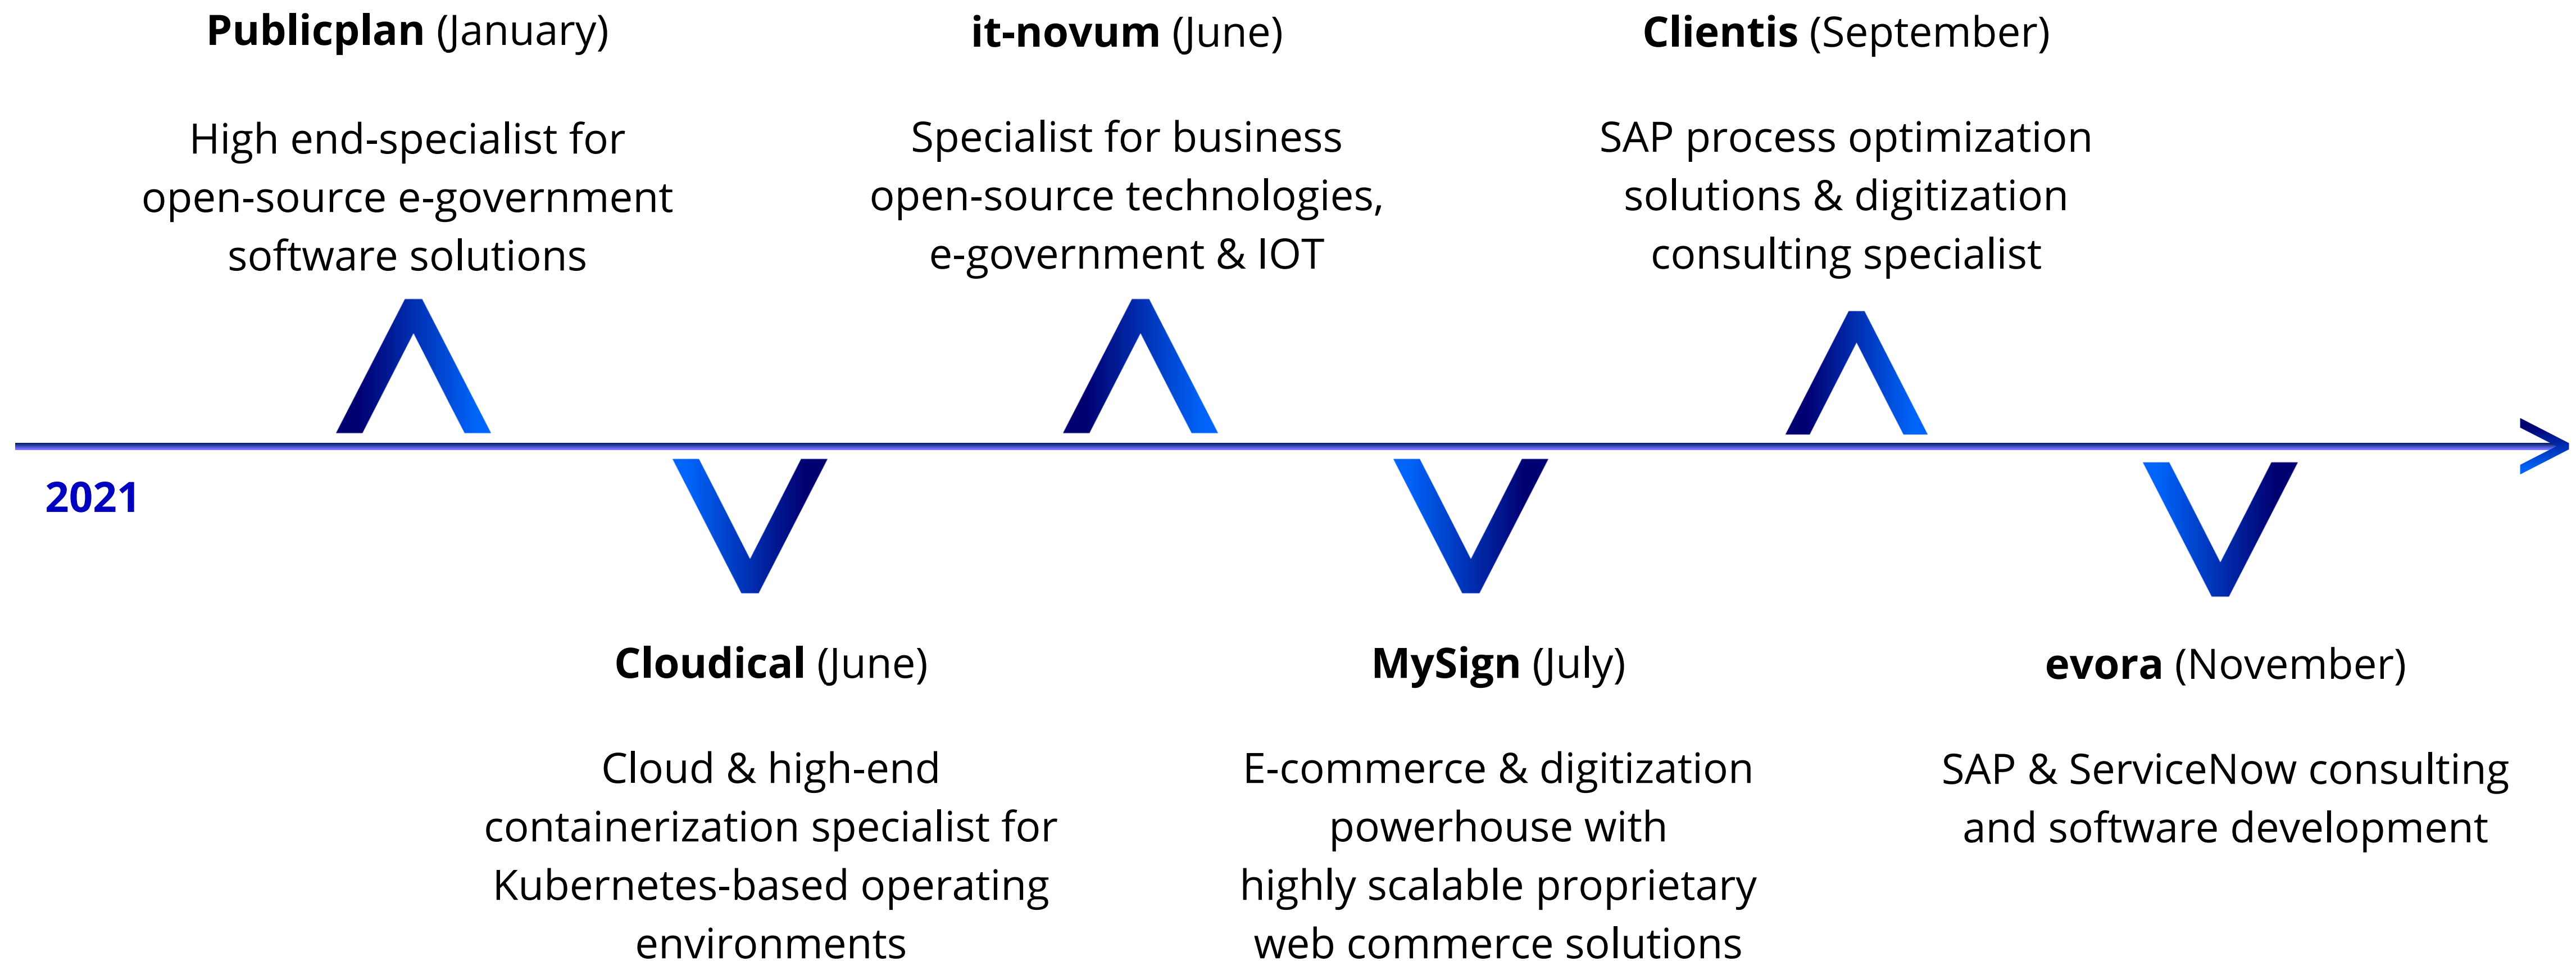 Publicplan (January)
High end-specialist for
open-source e-government
software solutions
it-novum (June)
Specialist for business
open-source technologies,
e-government & IOT
Clientis (September)
SAP process optimization
solutions & digitization
consulting specialist
2021
Cloudical (June)
Cloud & high-end
containerization specialist for
Kubernetes-based operating
environments
MySign (July)
E-commerce & digitization
powerhouse with
highly scalable proprietary
web commerce solutions
evora (November)
SAP & ServiceNow consulting
and software development